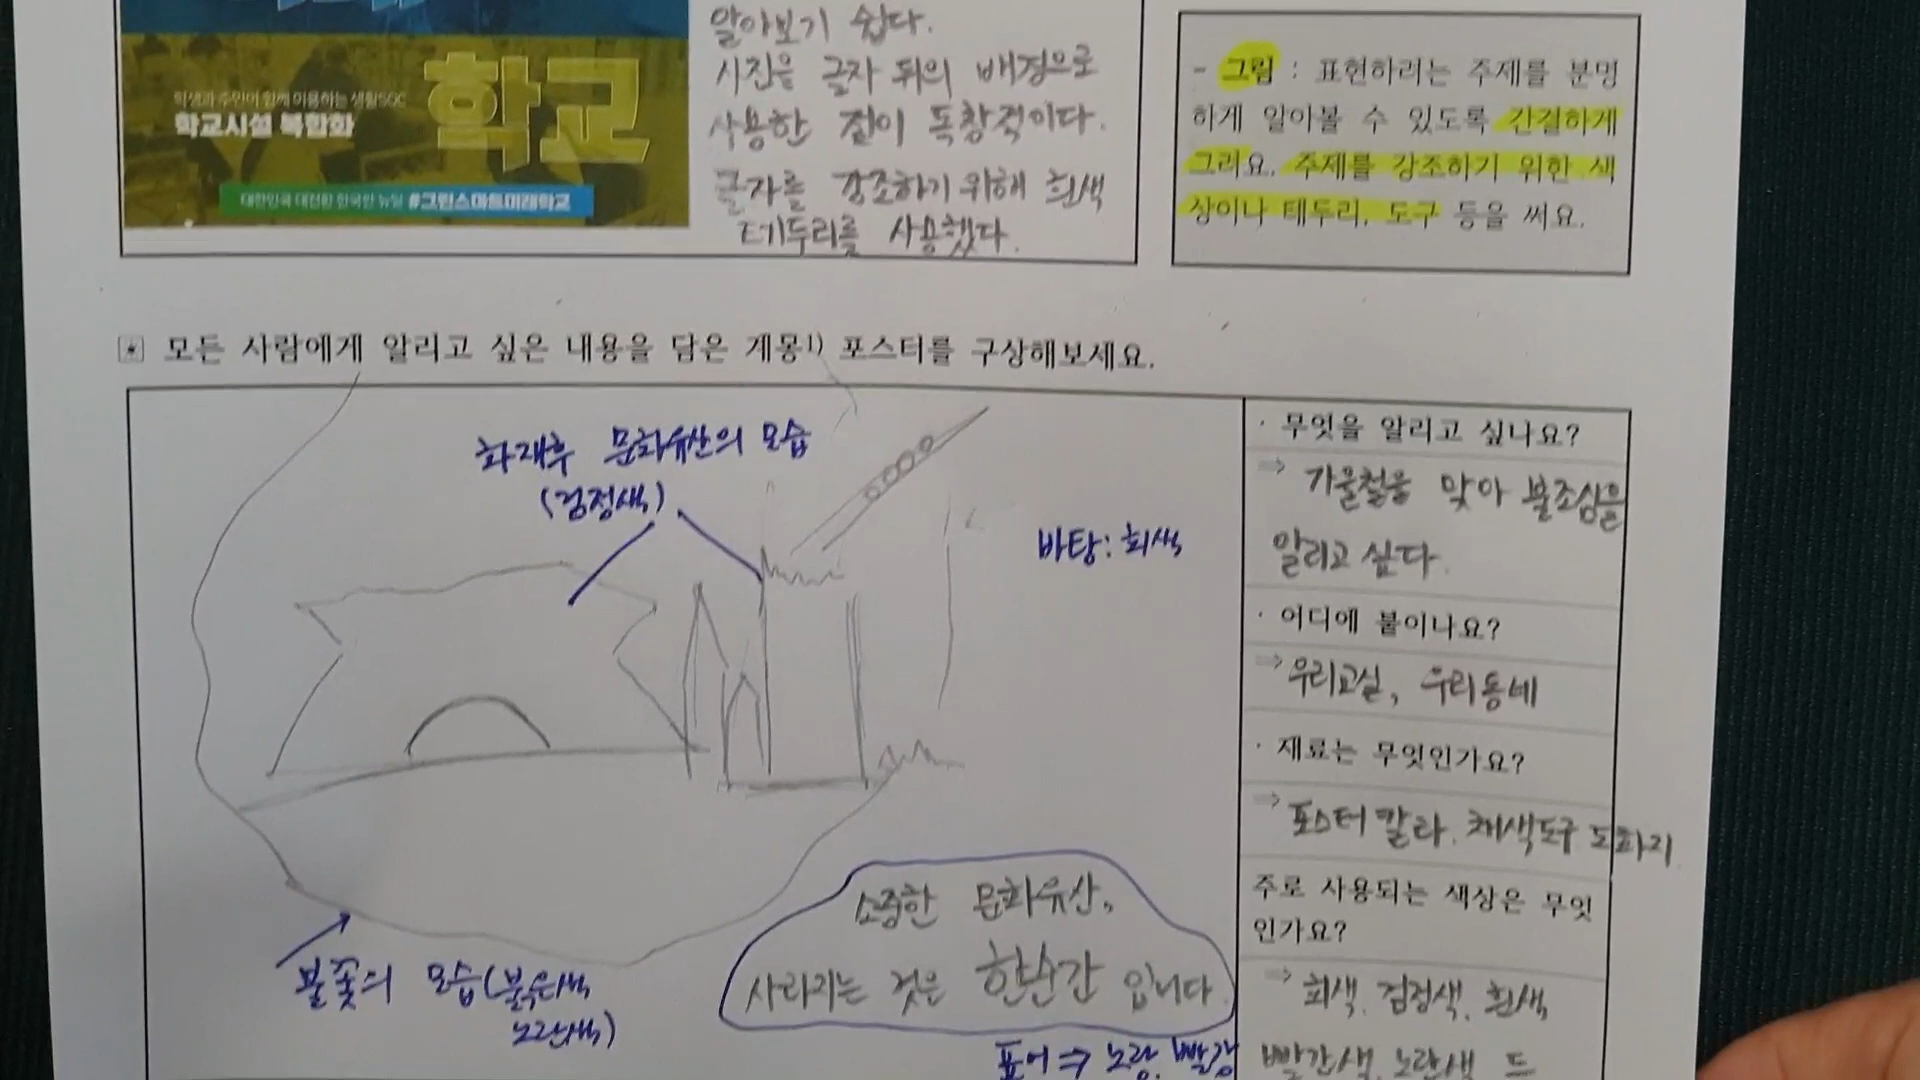 학교
학생과 주민이 함께 이용하는 생활SOC
학교시설 복합화
대한민국 대전환 한국판 뉴딜 #그린스마트미래학교
알아보기 쉽다.
사진을 글자 뒤의 배경으로
사용한 점이 독창적이다.
글자를 강조하기 위해 흰색
테두리를 사용했다.
- 그림 : 표현하려는 주제를 분명
하게 알아볼 수 있도록 간결하게
그려요. 주제를 강조하기 위한 색
상이나 테두리, 도구 등을 써요.
모든 사람에게 알리고 싶은 내용을 담은 계몽1) 포스터를 구상해보세요.
화재후 문화유산의 모습
(검정색)
바탕: 회색
불꽃의 모습(붉은색
노란색)
소중한 문화유산,
사라지는 것은 한순간 입니다.
표어 ⇒ 노랑, 빨강
· 무엇을 알리고 싶나요?
⇒ 가을철을 맞아 불조심을
알리고 싶다.
· 어디에 붙이나요?
⇒ 우리교실, 우리동네
· 재료는 무엇인가요?
⇒ 포스터 칼라, 채색도구 도화지
주로 사용되는 색상은 무엇
인가요?
⇒ 회색, 검정색, 흰색
빨간색, 노란색 드